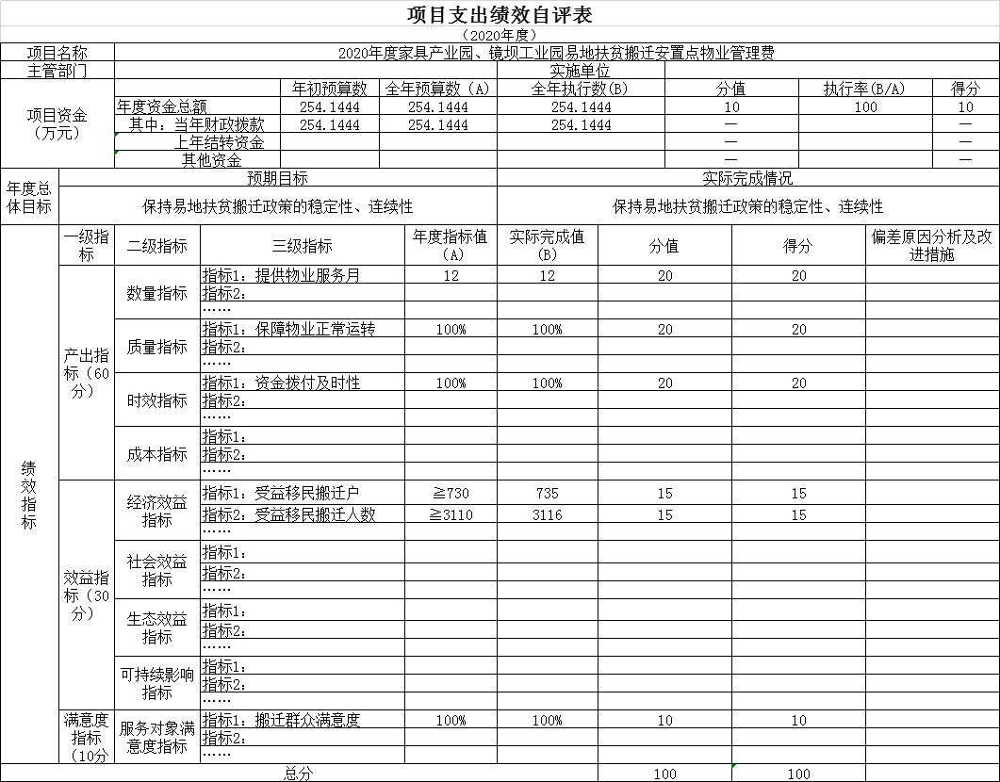 项目支出绩效自评表
（2020年度）
项目名称 2020年度家具产业园、镜坝工业园易地扶贫搬迁安置点物业管理费
主管部门 实施单位
项目资金（万元） 年初预算数 全年预算数（A） 全年执行数(B) 分值 执行率(B/A) 得分
年度资金总额 254.1444 254.1444 254.1444 10 100 10
其中：当年财政拨款 254.1444 254.1444 254.1444 — —
上年结转资金 — —
其他资金 — —
年度总体目标 预期目标 实际完成情况
保持易地扶贫搬迁政策的稳定性、连续性 保持易地扶贫搬迁政策的稳定性、连续性
绩效指标 一级指标 二级指标 三级指标 年度指标值（A） 实际完成值(B) 分值 得分 偏差原因分析及改进措施
产出指标（60分） 数量指标 指标1：提供物业服务月 12 12 20 20
指标2：
……
质量指标 指标1：保障物业正常运转 100% 100% 20 20
指标2：
……
时效指标 指标1：资金拨付及时性 100% 100% 20 20
指标2：
……
成本指标 指标1：
指标2：
……
效益指标（30分） 经济效益指标 指标1：受益移民搬迁户 ≧730 735 15 15
指标2：受益移民搬迁人数 ≧3110 3116 15 15
……
社会效益指标 指标1：
指标2：
……
生态效益指标 指标1：
指标2：
……
可持续影响指标 指标1：
指标2：
……
满意度指标（10分 服务对象满意度指标 指标1：搬迁群众满意度 100% 100% 10 10
指标2：
……
总分 100 100